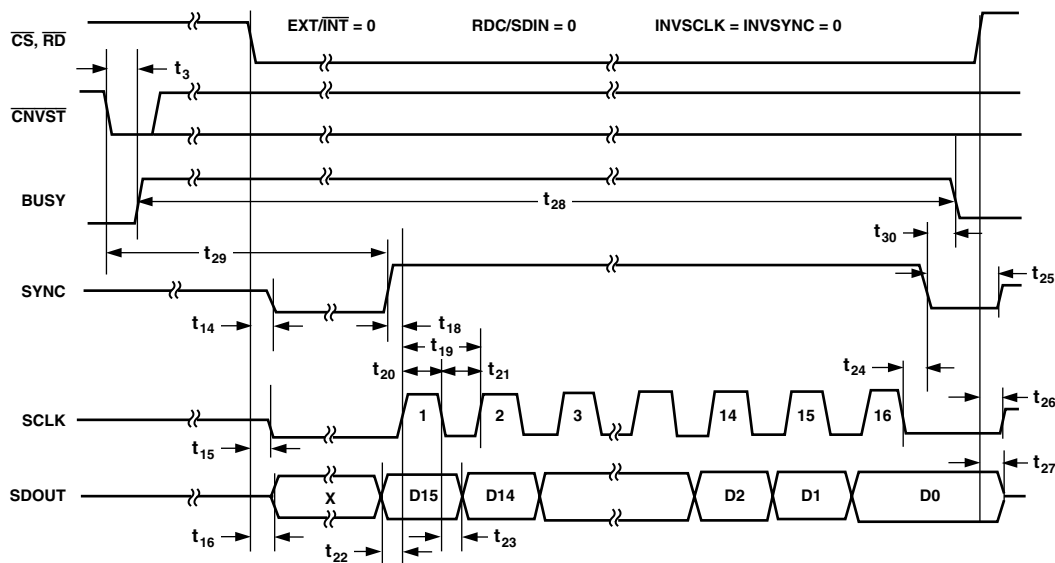 EXT/INT = 0 RDC/SDIN = 0 INVSCLK = INVSYNC = 0
CS, RD
t3
CNVST
BUSY
t28
t30
t29
t25
SYNC
t14
t18
t19
t20
t21
t24
t26
SCLK
1 2 3 14 15 16
t15
t27
SDOUT
X D15 D14 D2 D1 D0
t16
t22
t23